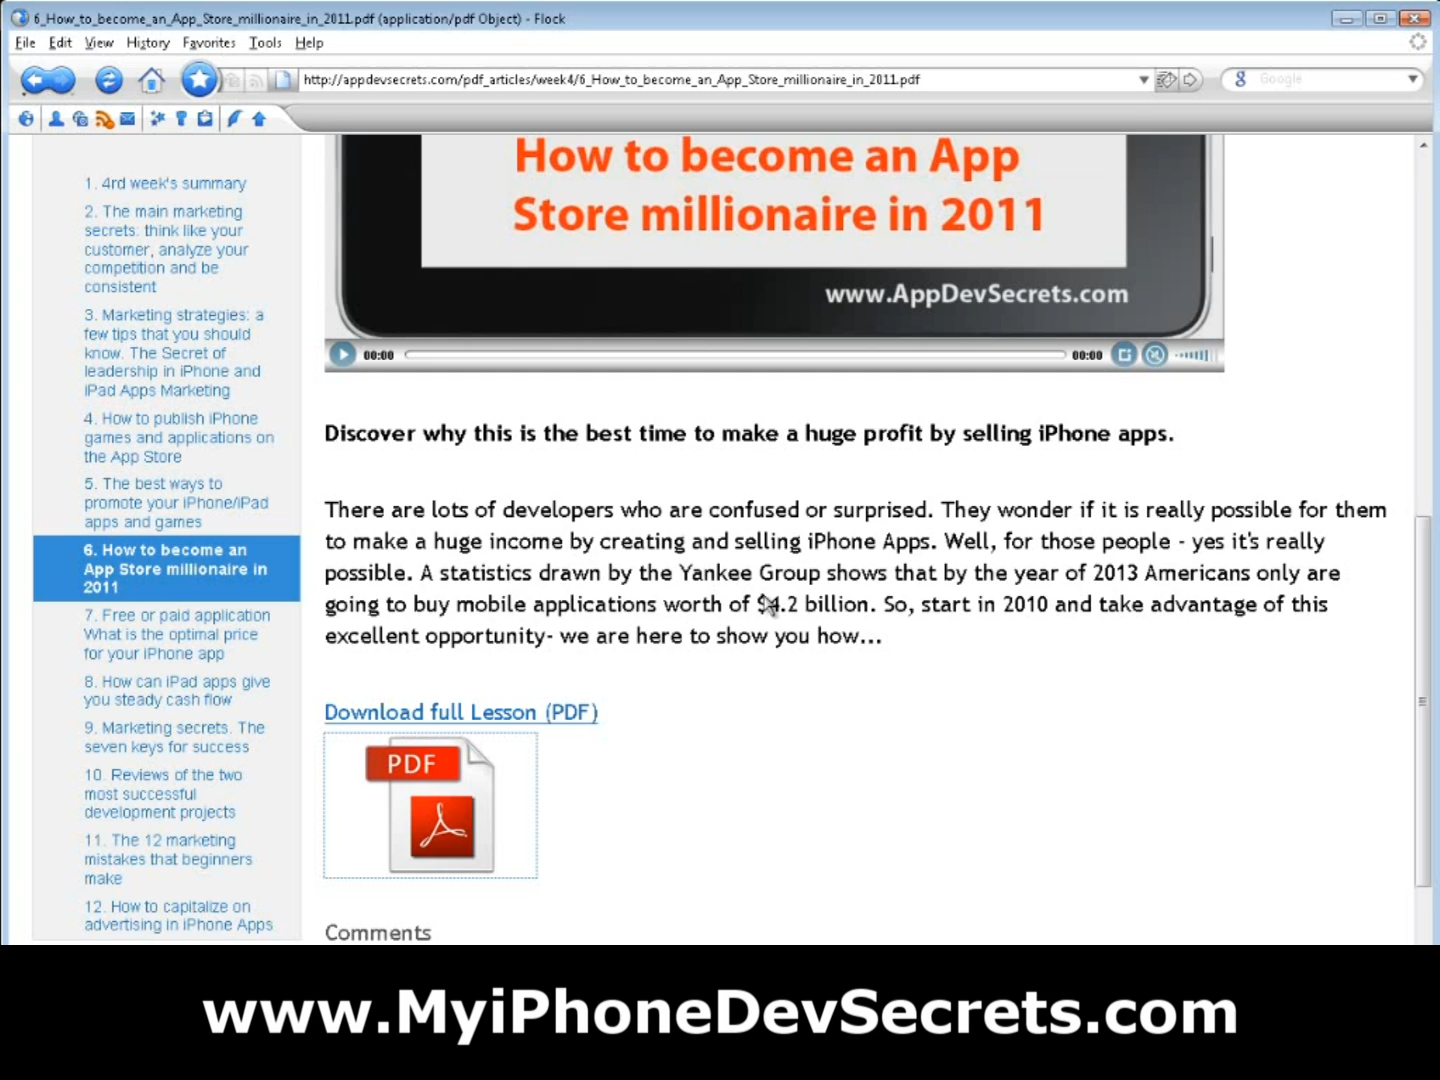 6_How_to_become_an_App_Store_millionaire_in_2011.pdf (application/pdf Object) - Flock
File Edit View History Favorites Tools Help
http://appdevsecrets.com/pdf_articles/week4/6_How_to_become_an_App_Store_millionaire_in_2011.pdf
Google
1. 4rd week's summary
2. The main marketing
secrets: think like your
customer, analyze your
competition and be
consistent
3. Marketing strategies: a
few tips that you should
know. The Secret of
leadership in iPhone and
iPad Apps Marketing
4. How to publish iPhone
games and applications on
the App Store
5. The best ways to
promote your iPhone/iPad
apps and games
6. How to become an
App Store millionaire in
2011
7. Free or paid application
What is the optimal price
for your iPhone app
8. How can iPad apps give
you steady cash flow
9. Marketing secrets. The
seven keys for success
10. Reviews of the two
most successful
development projects
11. The 12 marketing
mistakes that beginners
make
12. How to capitalize on
advertising in iPhone Apps
How to become an App
Store millionaire in 2011
www.AppDevSecrets.com
00:00 00:00
Discover why this is the best time to make a huge profit by selling iPhone apps.
There are lots of developers who are confused or surprised. They wonder if it is really possible for them
to make a huge income by creating and selling iPhone Apps. Well, for those people - yes it's really
possible. A statistics drawn by the Yankee Group shows that by the year of 2013 Americans only are
going to buy mobile applications worth of $4.2 billion. So, start in 2010 and take advantage of this
excellent opportunity- we are here to show you how...
Download full Lesson (PDF)
PDF
Comments
www.MyiPhoneDevSecrets.com